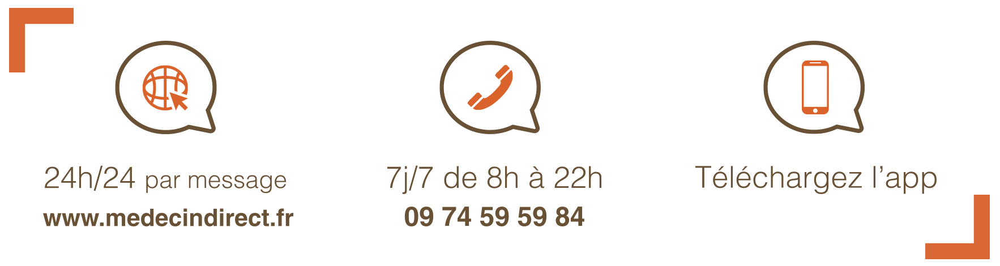 24h/24 par message
www.medecindirect.fr
7j/7 de 8h à 22h
09 74 59 59 84
Téléchargez l’app